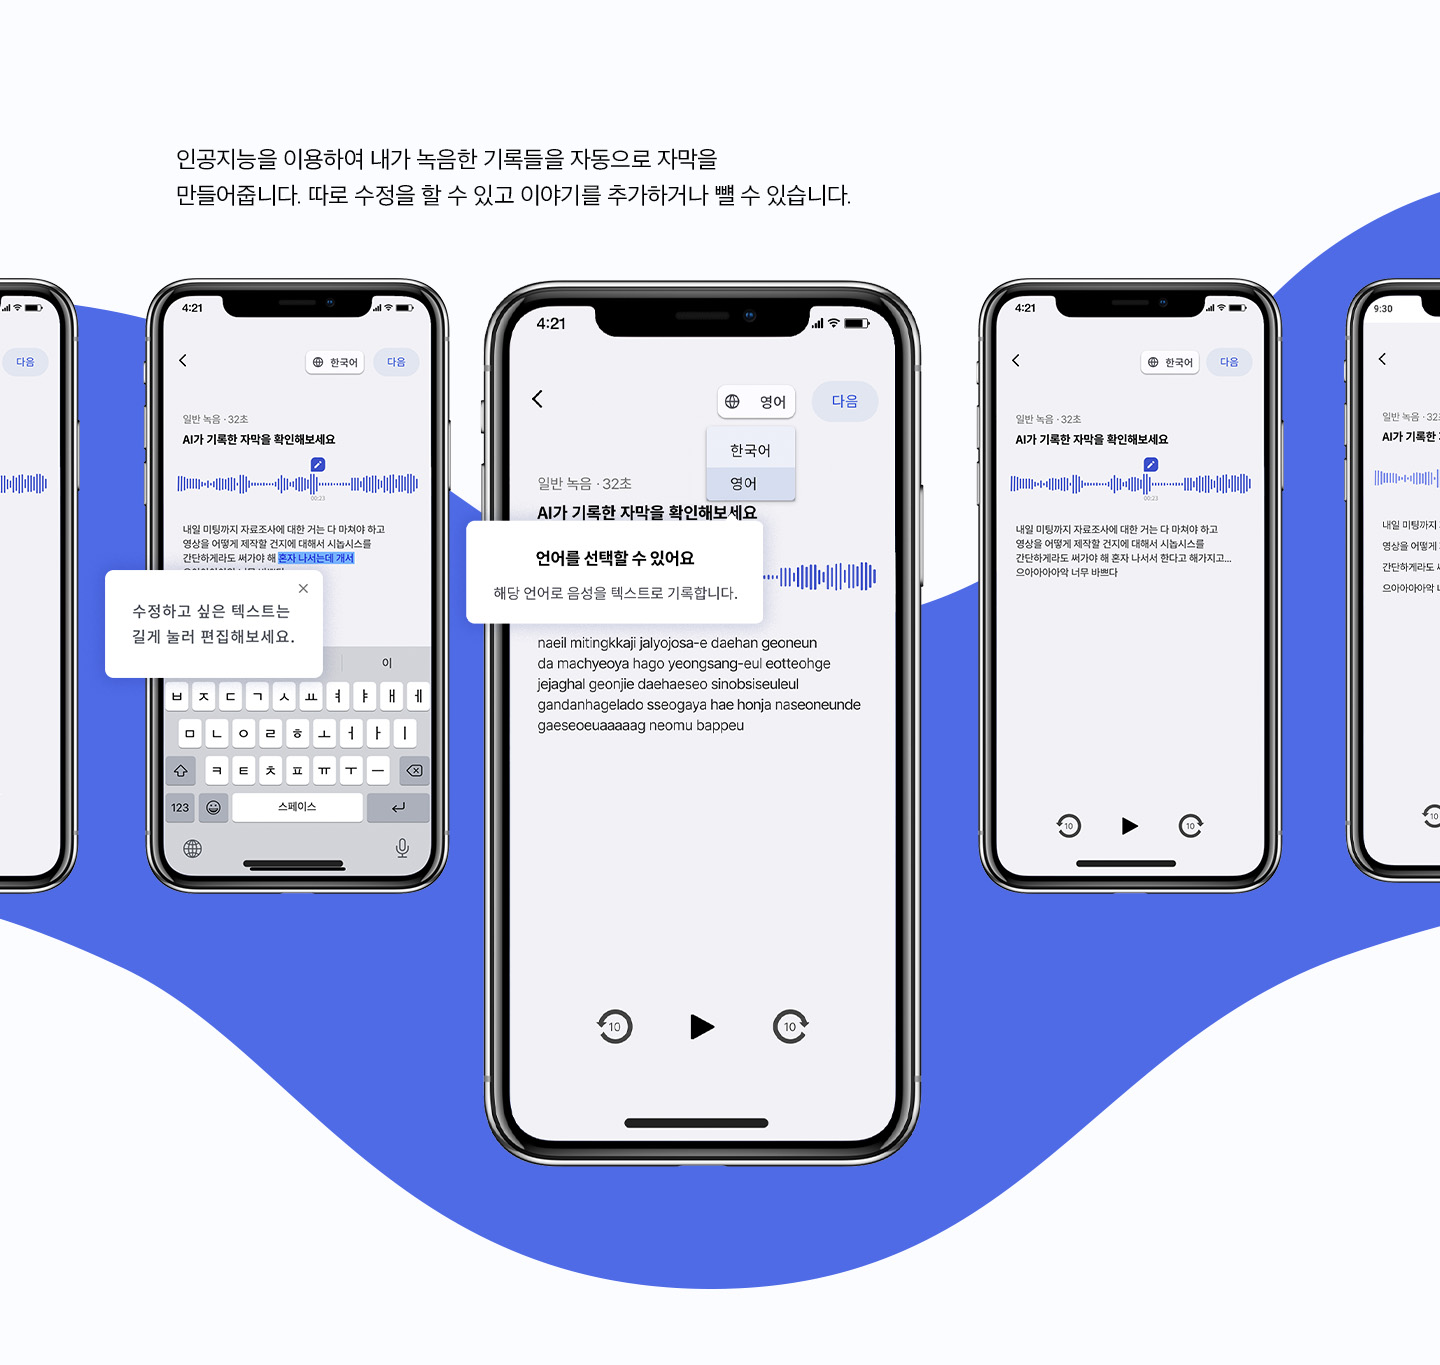 인공지능을 이용하여 내가 녹음한 기록들을 자동으로 자막을
만들어줍니다. 따로 수정을 할 수 있고 이야기를 추가하거나 뺄 수 있습니다.
다음
4:21
한국어
다음
일반 녹음 · 32초
AI가 기록한 자막을 확인해보세요
00:23
내일 미팅까지 자료조사에 대한 거는 다 마쳐야 하고
영상을 어떻게 제작할 건지에 대해서 시놉시스를
간단하게라도 써가야 해 혼자 나서는데 개서
수정하고 싶은 텍스트는
길게 눌러 편집해보세요.
이
ㅂ ㅈ ㄷ ㄱ ㅅ ㅛ ㅕ ㅑ ㅐ ㅔ
ㅁ ㄴ ㅇ ㄹ ㅎ ㅗ ㅓ ㅏ ㅣ
ㅋ ㅌ ㅊ ㅍ ㅠ ㅜ ㅡ
123 스페이스
4:21
영어
다음
한국어
영어
일반 녹음 · 32초
AI가 기록한 자막을 확인해보세요
언어를 선택할 수 있어요
해당 언어로 음성을 텍스트로 기록합니다.
naeil mitingkkaji jalyojosa-e daehan geoneun
da machyeoya hago yeongsang-eul eotteohge
jejaghal geonjie daehaeseo sinobsiseuleul
gandanhagelado sseogaya hae honja naseoneunde
gaeseoeuaaaaag neomu bappeu
10
10
4:21
한국어
다음
일반 녹음 · 32초
AI가 기록한 자막을 확인해보세요
00:23
내일 미팅까지 자료조사에 대한 거는 다 마쳐야 하고
영상을 어떻게 제작할 건지에 대해서 시놉시스를
간단하게라도 써가야 해 혼자 나서서 한다고 해가지고...
으아아아아악 너무 바쁘다
10
10
9:30
일반 녹음 · 32
AI가 기록한
내일 미팅까지
영상을 어떻게
간단하게라도
으아아아아악
10